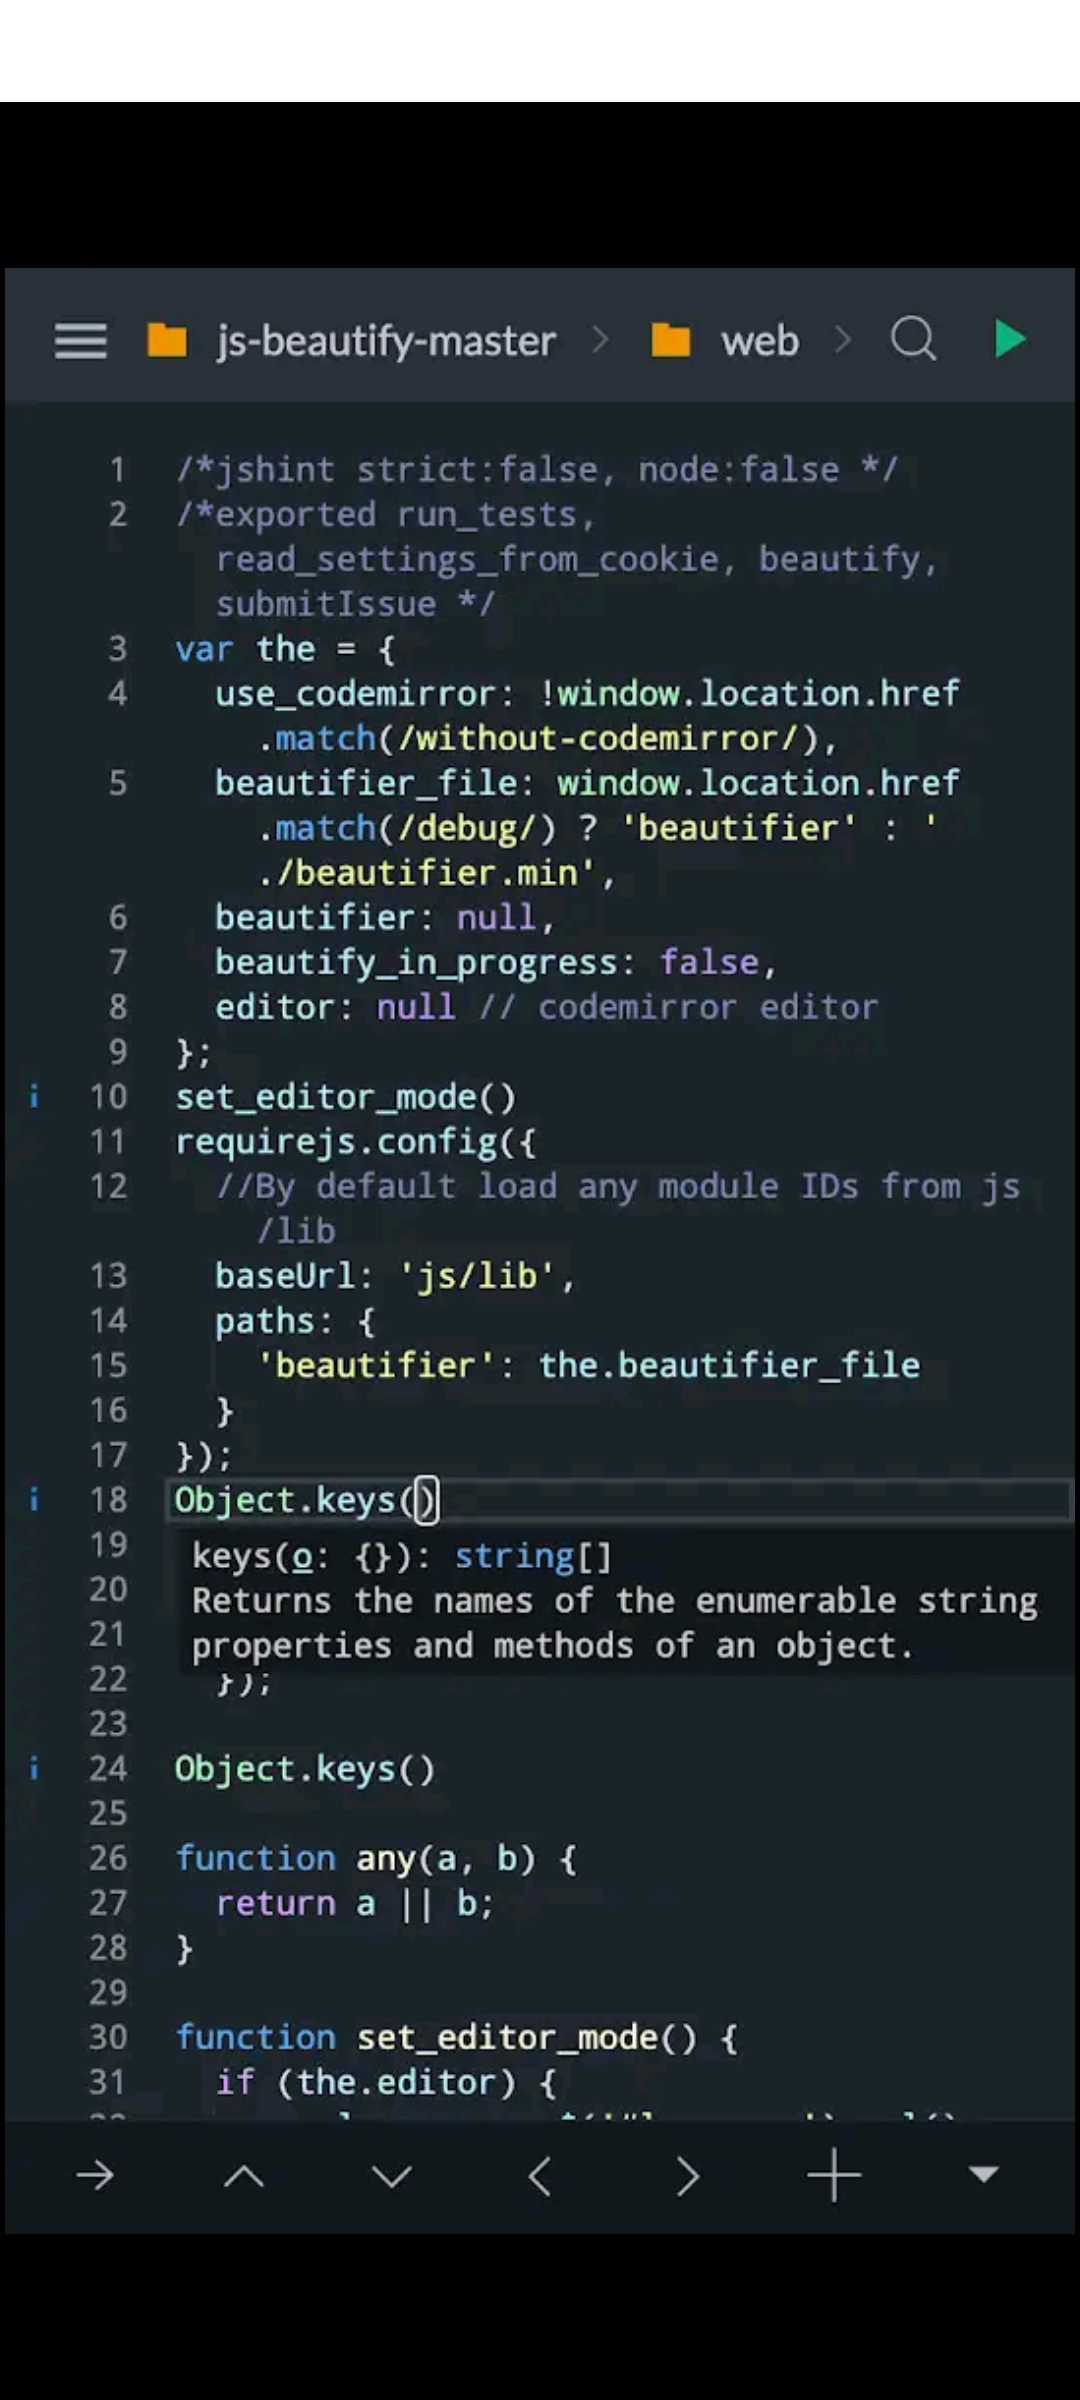 js-beautify-master > web >
1 /*jshint strict:false, node:false */
2 /*exported run_tests,
read_settings_from_cookie, beautify,
submitIssue */
3 var the = {
4 use_codemirror: !window.location.href
.match(/without-codemirror/),
5 beautifier_file: window.location.href
.match(/debug/) ? 'beautifier' : '
./beautifier.min',
6 beautifier: null,
7 beautify_in_progress: false,
8 editor: null // codemirror editor
9 };
i 10 set_editor_mode()
11 requirejs.config({
12 //By default load any module IDs from js
/lib
13 baseUrl: 'js/lib',
14 paths: {
15 'beautifier': the.beautifier_file
16 }
17 });
i 18 Object.keys()
19
keys(o: {}): string[]
20
Returns the names of the enumerable string
21
properties and methods of an object.
22 });
23
i 24 Object.keys()
25
26 function any(a, b) {
27 return a || b;
28 }
29
30 function set_editor_mode() {
31 if (the.editor) {